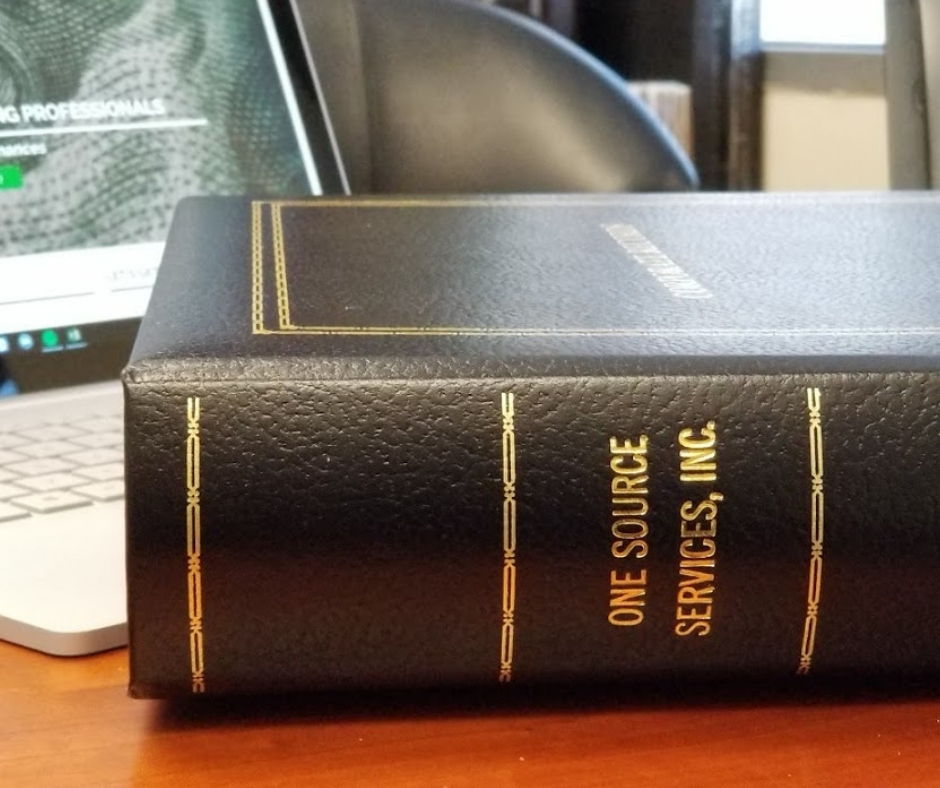 NG PROFESSIONALS
nances
ONE SOURCE
SERVICES, INC.